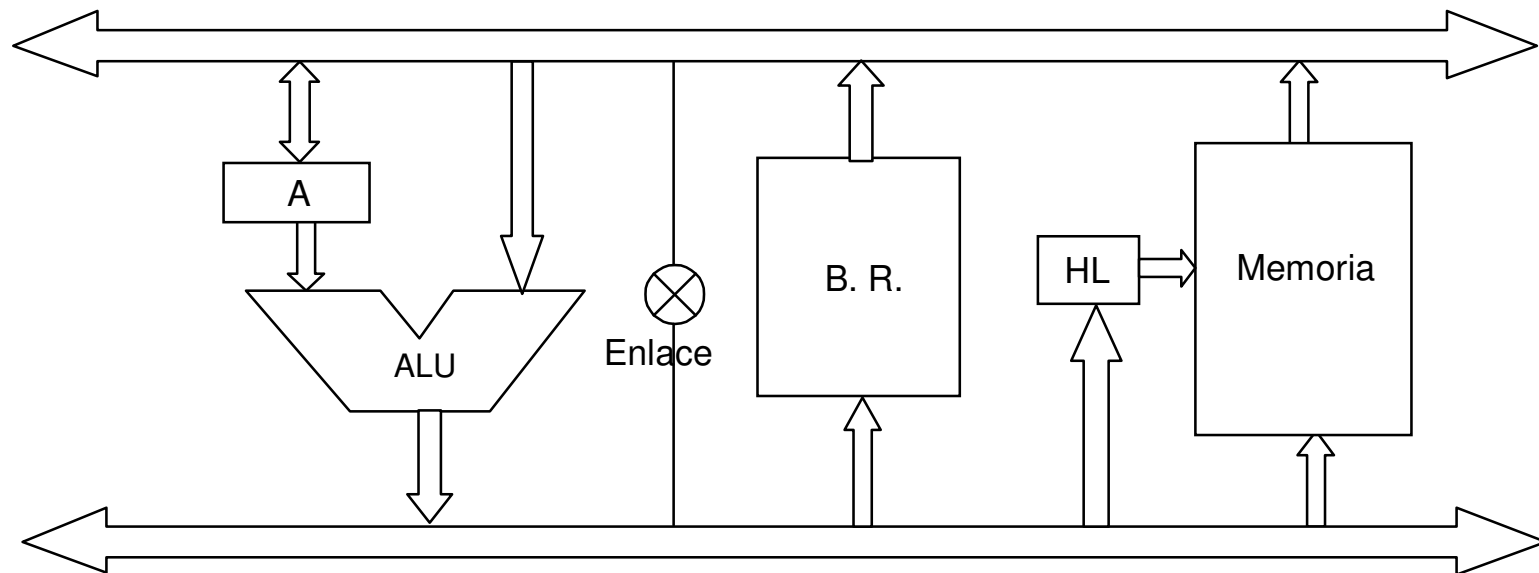 A
B. R.
HL
Memoria
Enlace
ALU